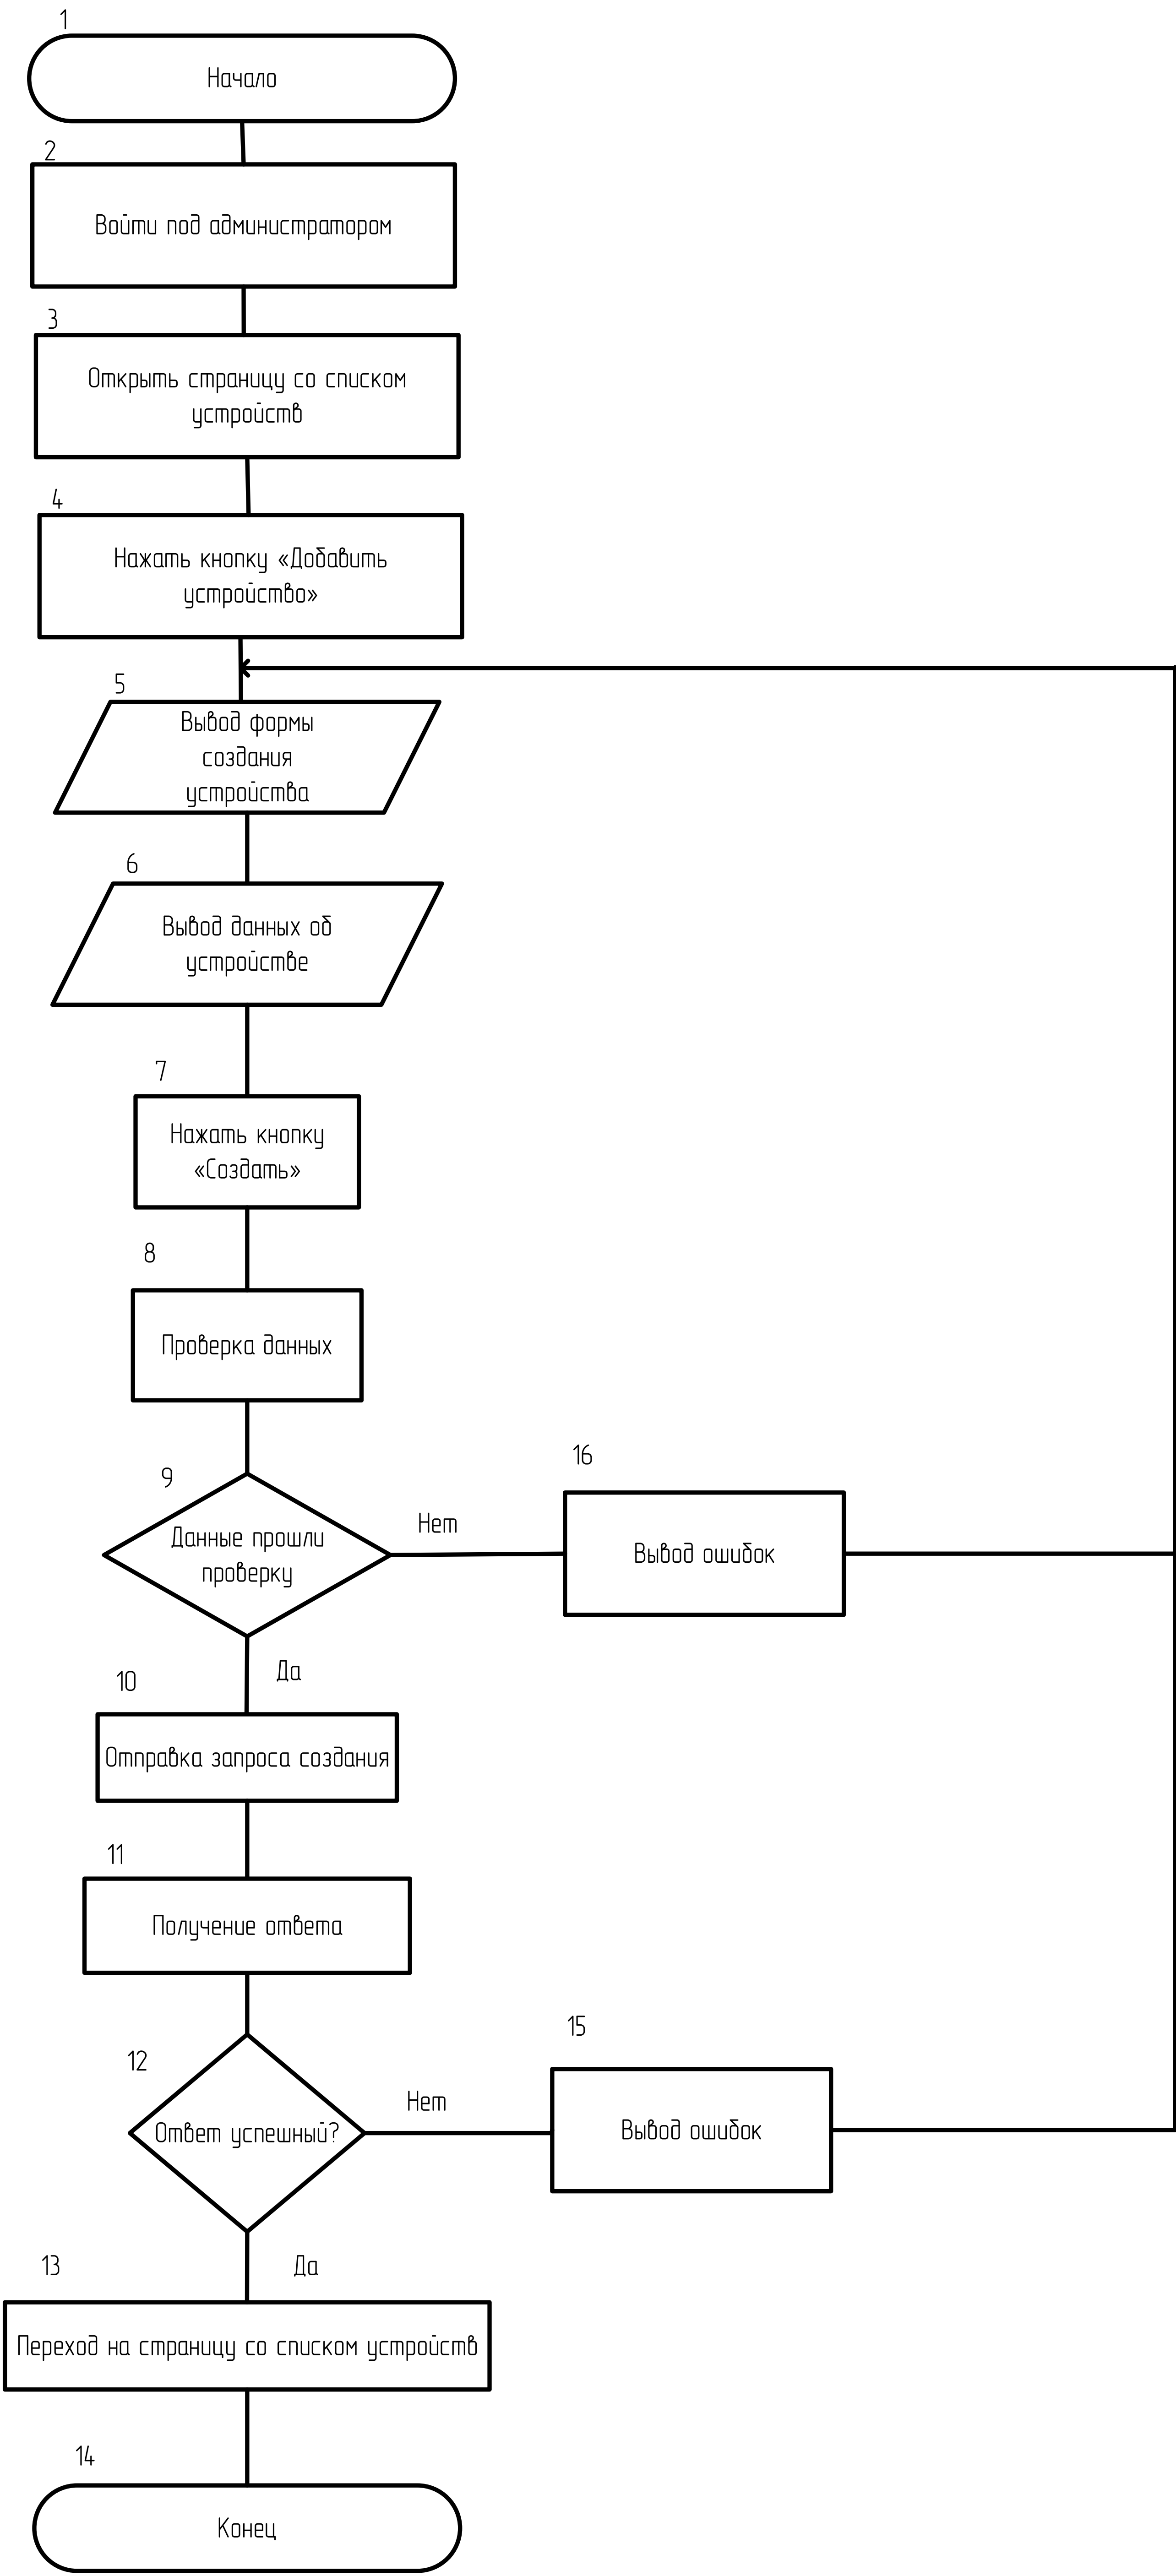 1
Начало
2
Войти под администратором
3
Открыть страницу со списком
устройств
4
Нажать кнопку «Добавить
устройство»
5
Вывод формы
создания
устройства
6
Вывод данных об
устройстве
7
Нажать кнопку
«Создать»
8
Проверка данных
9
Данные прошли
проверку
Нет
16
Вывод ошибок
Да
10
Отправка запроса создания
11
Получение ответа
12
Ответ успешный?
Нет
15
Вывод ошибок
Да
13
Переход на страницу со списком устройств
14
Конец